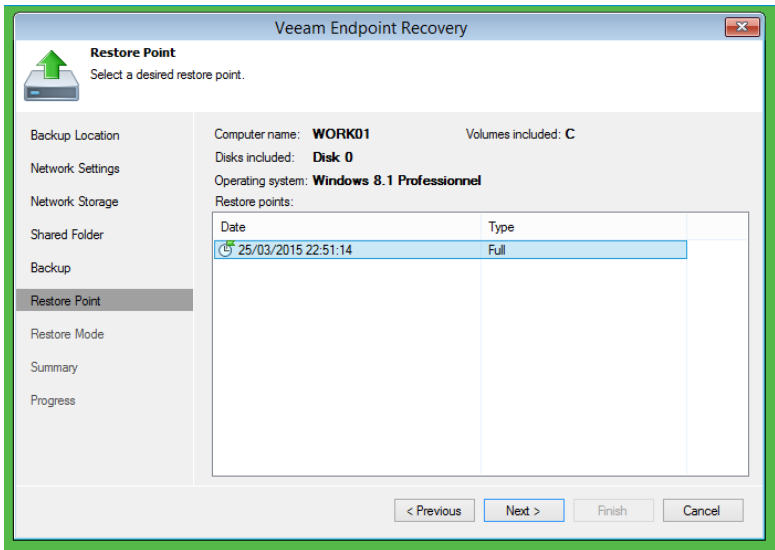 Veeam Endpoint Recovery
Restore Point
Select a desired restore point.
Backup Location
Network Settings
Network Storage
Shared Folder
Backup
Restore Point
Restore Mode
Summary
Progress
Computer name: WORK01 Volumes included: C
Disks included: Disk 0
Operating system: Windows 8.1 Professionnel
Restore points:
Date Type
25/03/2015 22:51:14 Full
< Previous Next > Finish Cancel